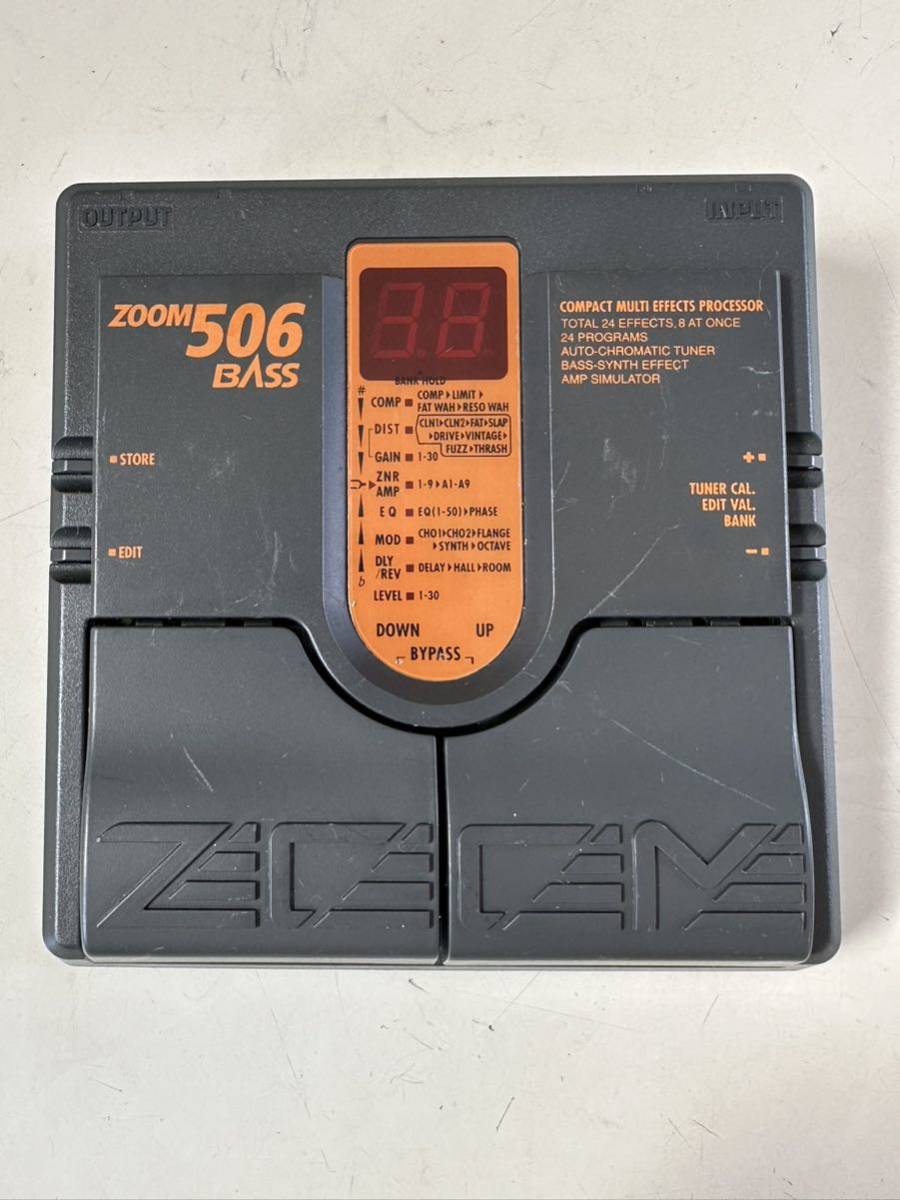 OUTPUT
INPUT
ZOOM 506
BASS
COMPACT MULTI EFFECTS PROCESSOR
TOTAL 24 EFFECTS, 8 AT ONCE
24 PROGRAMS
AUTO-CHROMATIC TUNER
BASS-SYNTH EFFECT
AMP SIMULATOR
BANK HOLD
#
COMP COMP▸LIMIT▸
FAT WAH▸RESO WAH
DIST CLN1▸CLN2▸FAT▸SLAP
▸DRIVE▸VINTAGE▸
FUZZ▸THRASH
GAIN 1-30
ZNR
AMP 1-9▸A1-A9
EQ EQ(1-50)▸PHASE
MOD CHO1▸CHO2▸FLANGE
▸SYNTH▸OCTAVE
DLY
/REV DELAY▸HALL▸ROOM
♭
LEVEL 1-30
DOWN UP
BYPASS
STORE
EDIT
+
TUNER CAL.
EDIT VAL.
BANK
−
ZOOM